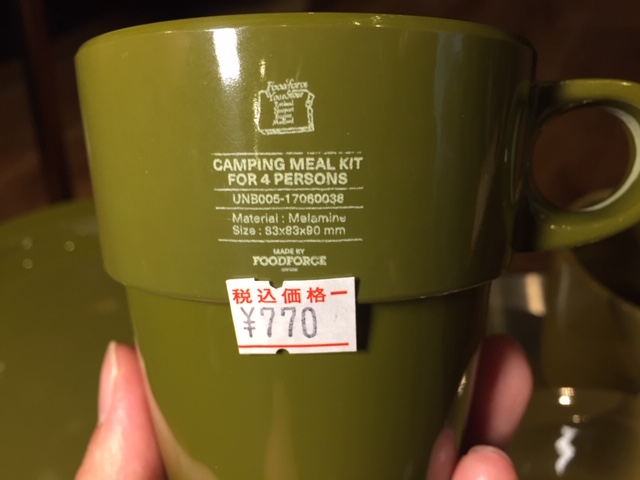 Foodforce
CAMPING MEAL KIT
FOR 4 PERSONS
UNB005-17060038
Material : Melamine
Size : 83x83x90 mm
MADE BY
FOODFORCE
税込価格
¥770